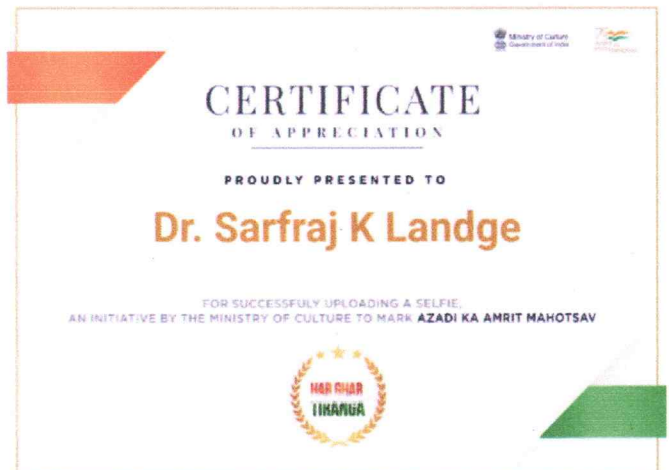 Ministry of Culture
Government of India
CERTIFICATE
OF APPRECIATION
PROUDLY PRESENTED TO
Dr. Sarfraj K Landge
FOR SUCCESSFULY UPLOADING A SELFIE,
AN INITIATIVE BY THE MINISTRY OF CULTURE TO MARK AZADI KA AMRIT MAHOTSAV
HAR GHAR
TIRANGA